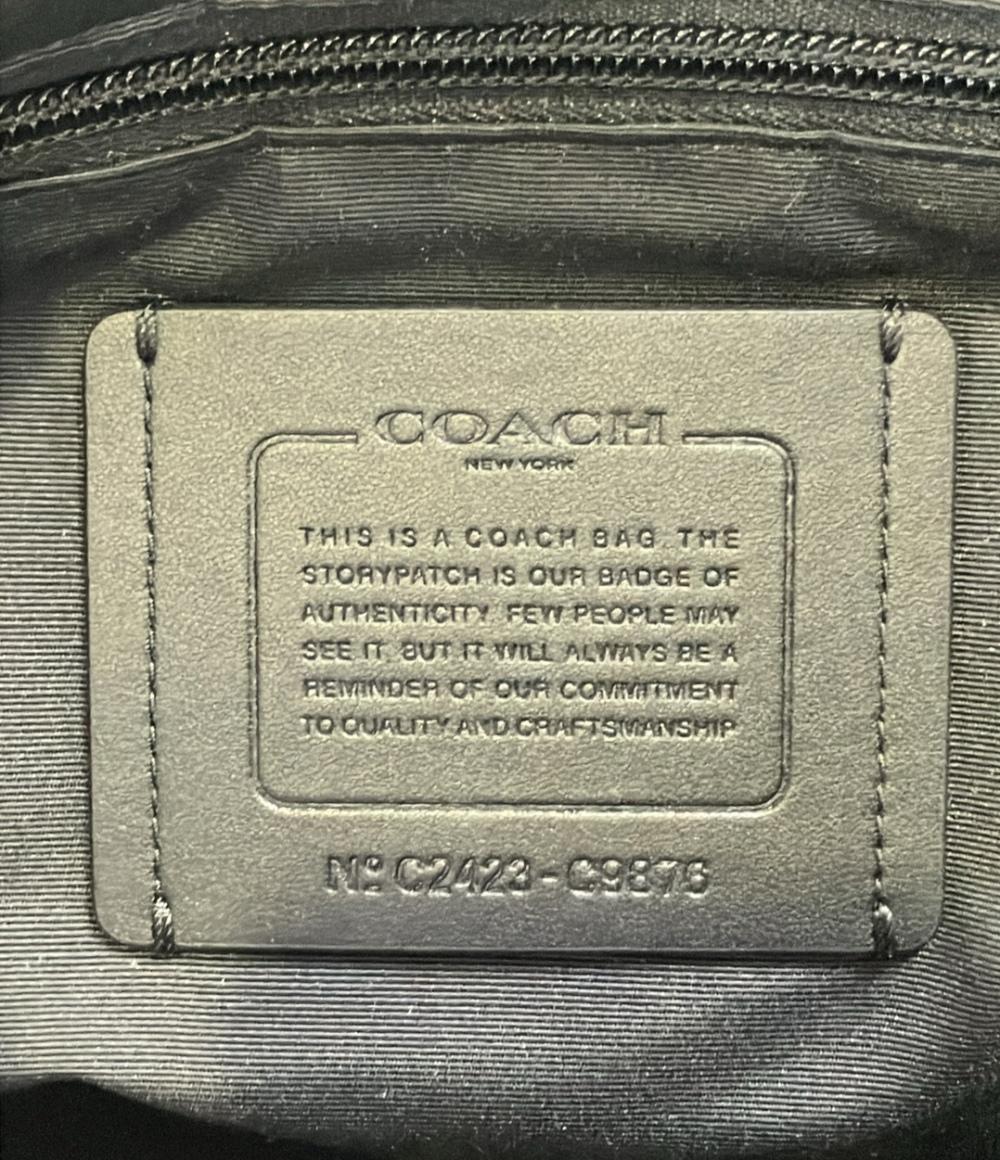 COACH
NEW YORK
THIS IS A COACH BAG. THE
STORYPATCH IS OUR BADGE OF
AUTHENTICITY. FEW PEOPLE MAY
SEE IT, BUT IT WILL ALWAYS BE A
REMINDER OF OUR COMMITMENT
TO QUALITY AND CRAFTSMANSHIP
Nº C2423-C9876